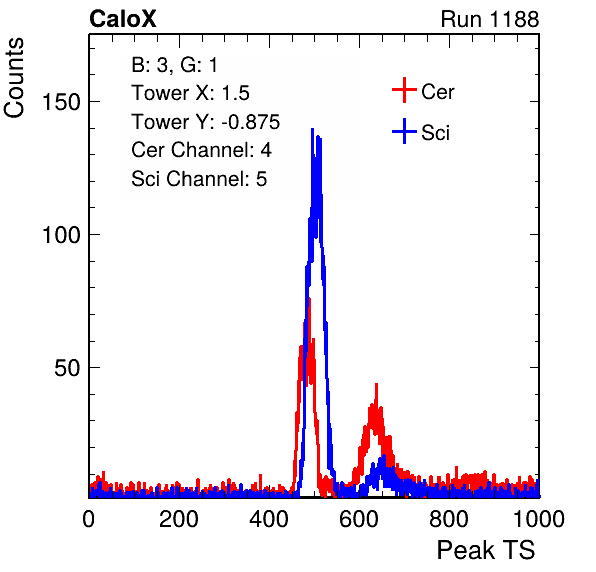 CaloX
Run 1188
Counts
B: 3, G: 1
Tower X: 1.5
Tower Y: -0.875
Cer Channel: 4
Sci Channel: 5
Cer
Sci
150
100
50
0 200 400 600 800 1000
Peak TS